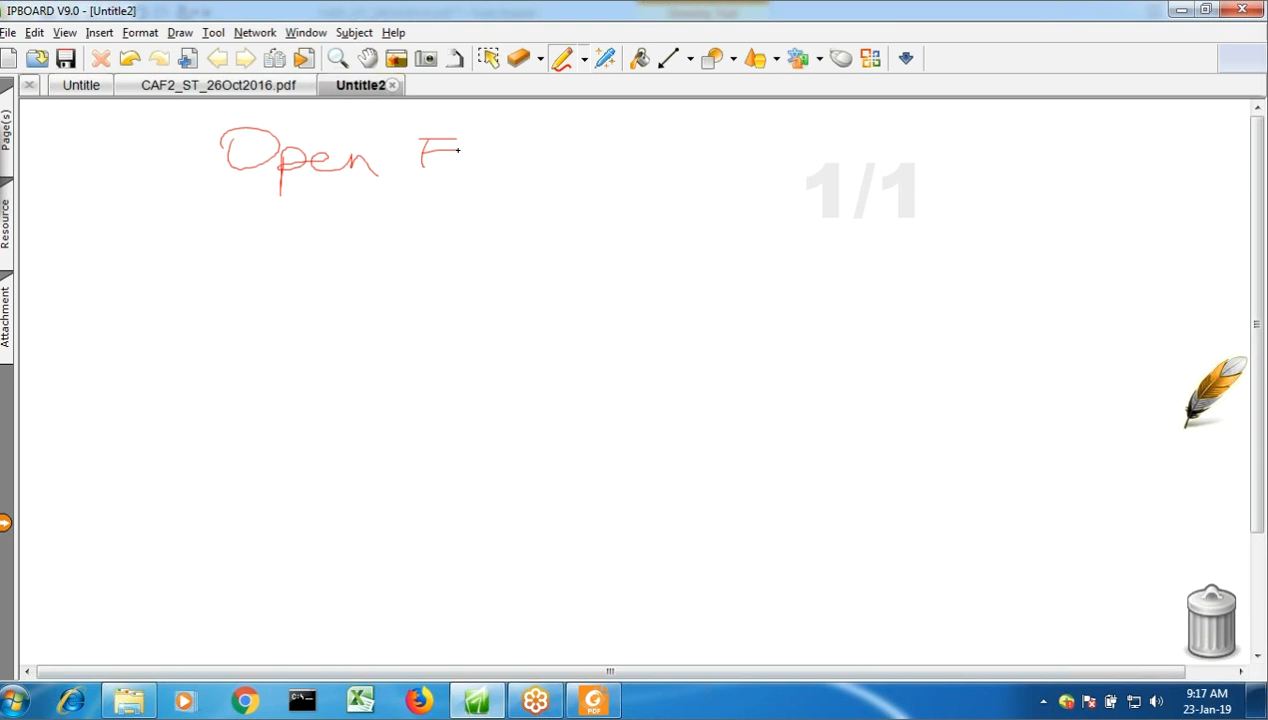 IPBOARD V9.0 - [Untitle2]
File Edit View Insert Format Draw Tool Network Window Subject Help
Untitle CAF2_ST_26Oct2016.pdf Untitle2
Page(s)
Resource
Attachment
Open F
1/1
PDF
9:17 AM
23-Jan-19